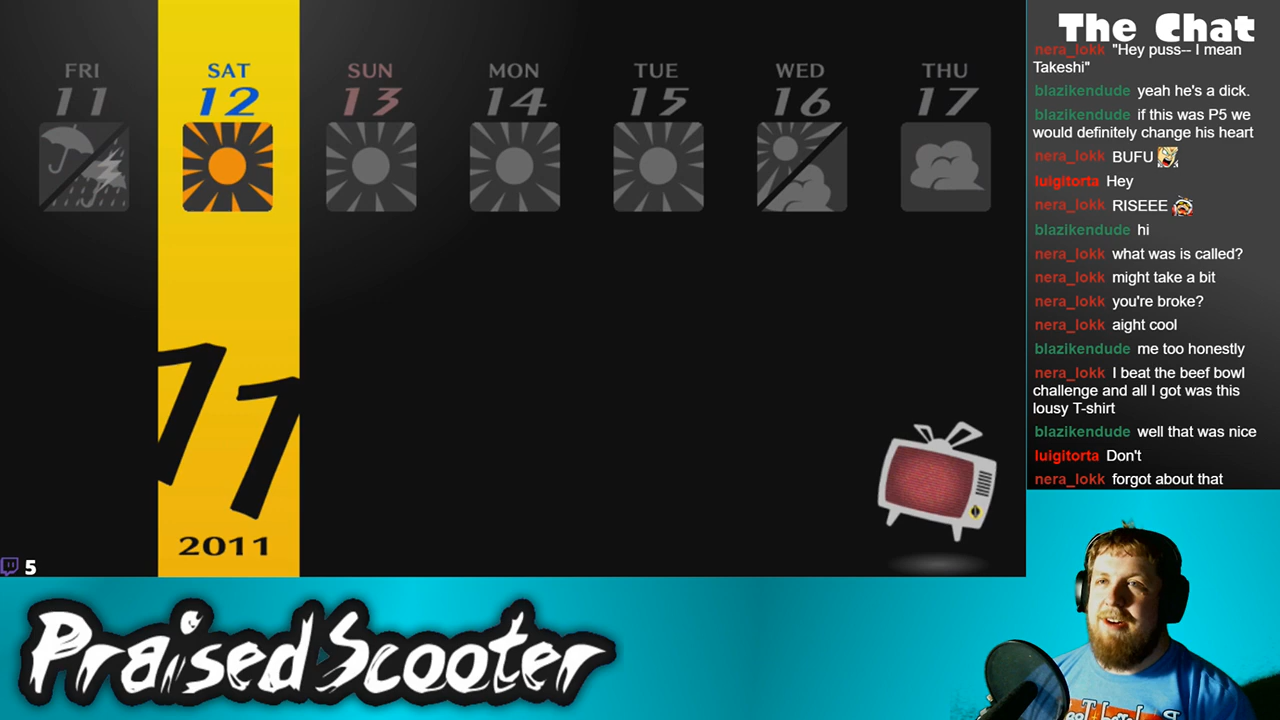 FRI
11
SAT
12
SUN
13
MON
14
TUE
15
WED
16
THU
17
11
2011
5
PraisedScooter
The Chat
nera_lokk "Hey puss-- I mean
Takeshi"
blazikendude yeah he's a dick.
blazikendude if this was P5 we
would definitely change his heart
nera_lokk BUFU
luigitorta Hey
nera_lokk RISEEE
blazikendude hi
nera_lokk what was is called?
nera_lokk might take a bit
nera_lokk you're broke?
nera_lokk aight cool
blazikendude me too honestly
nera_lokk I beat the beef bowl
challenge and all I got was this
lousy T-shirt
blazikendude well that was nice
luigitorta Don't
nera_lokk forgot about that